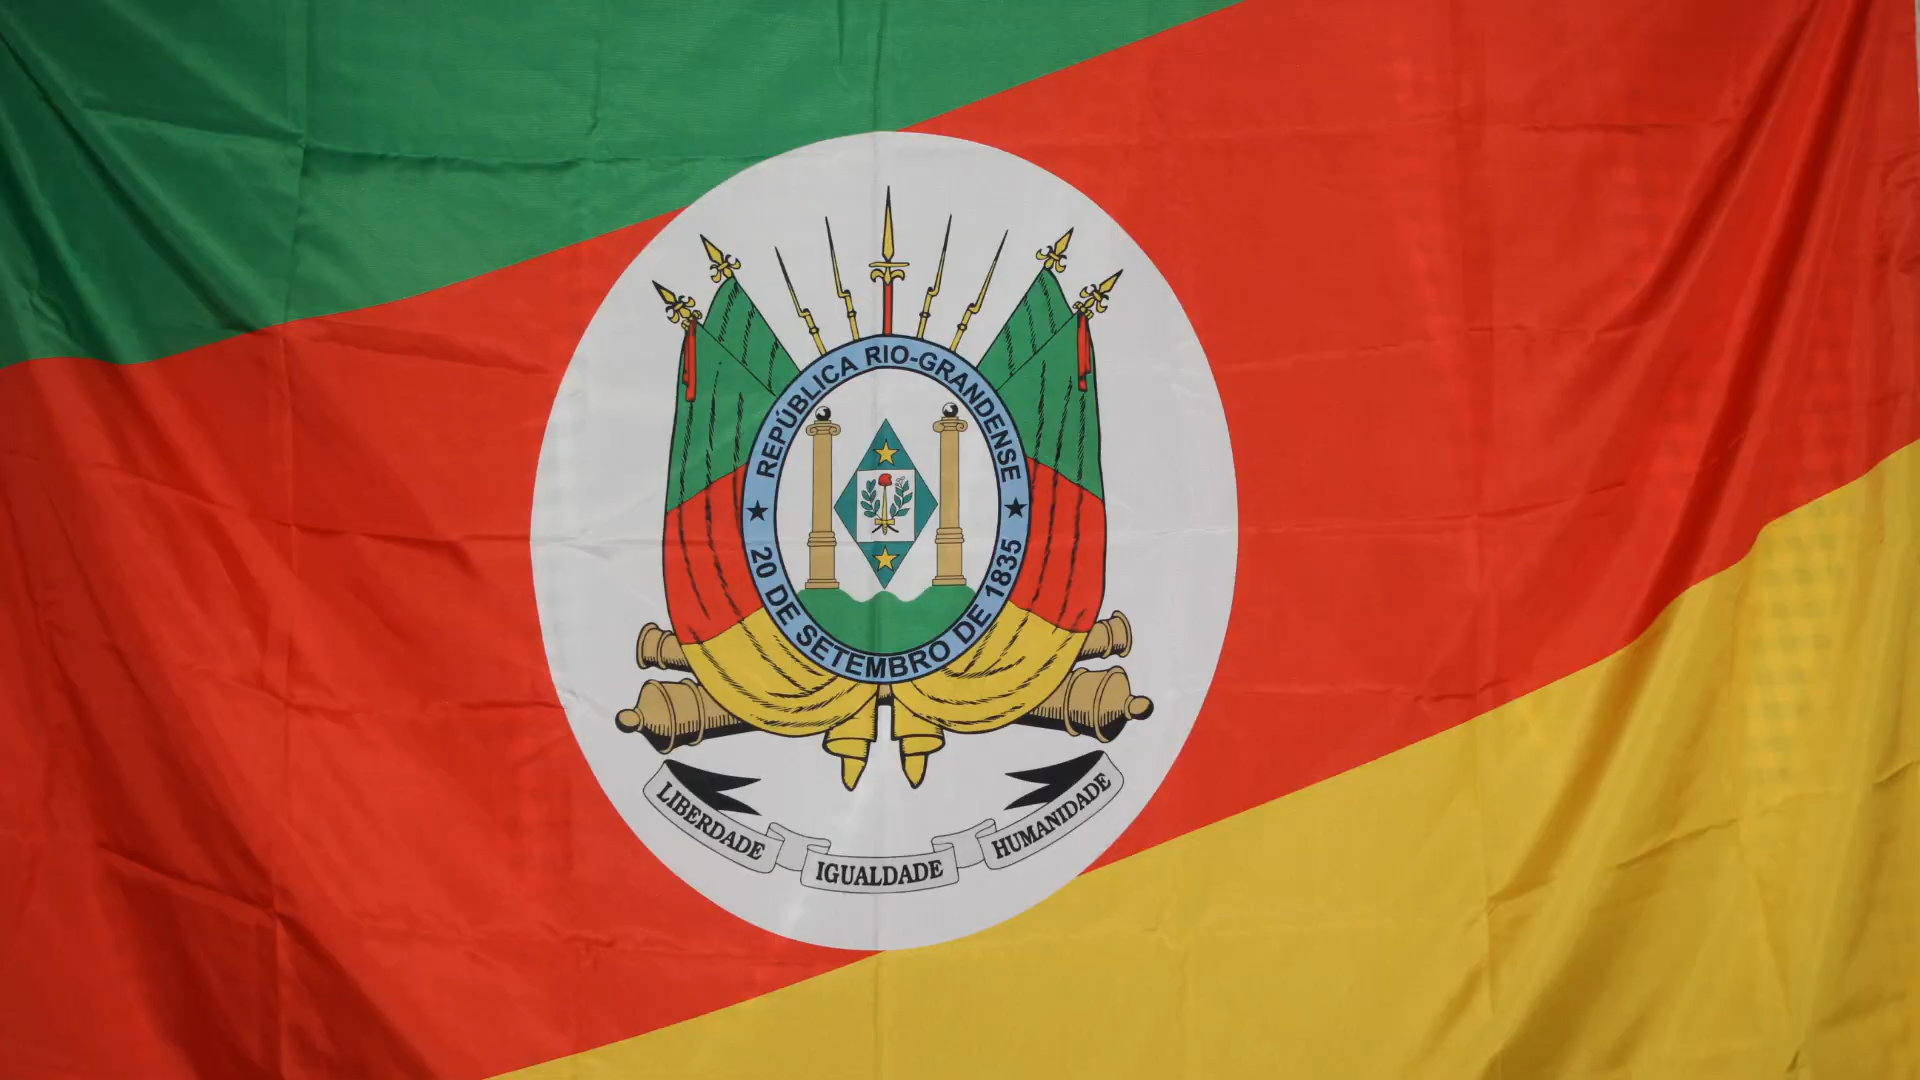 REPÚBLICA RIO-GRANDENSE
★ ★
20 DE SETEMBRO DE 1835
LIBERDADE
IGUALDADE
HUMANIDADE